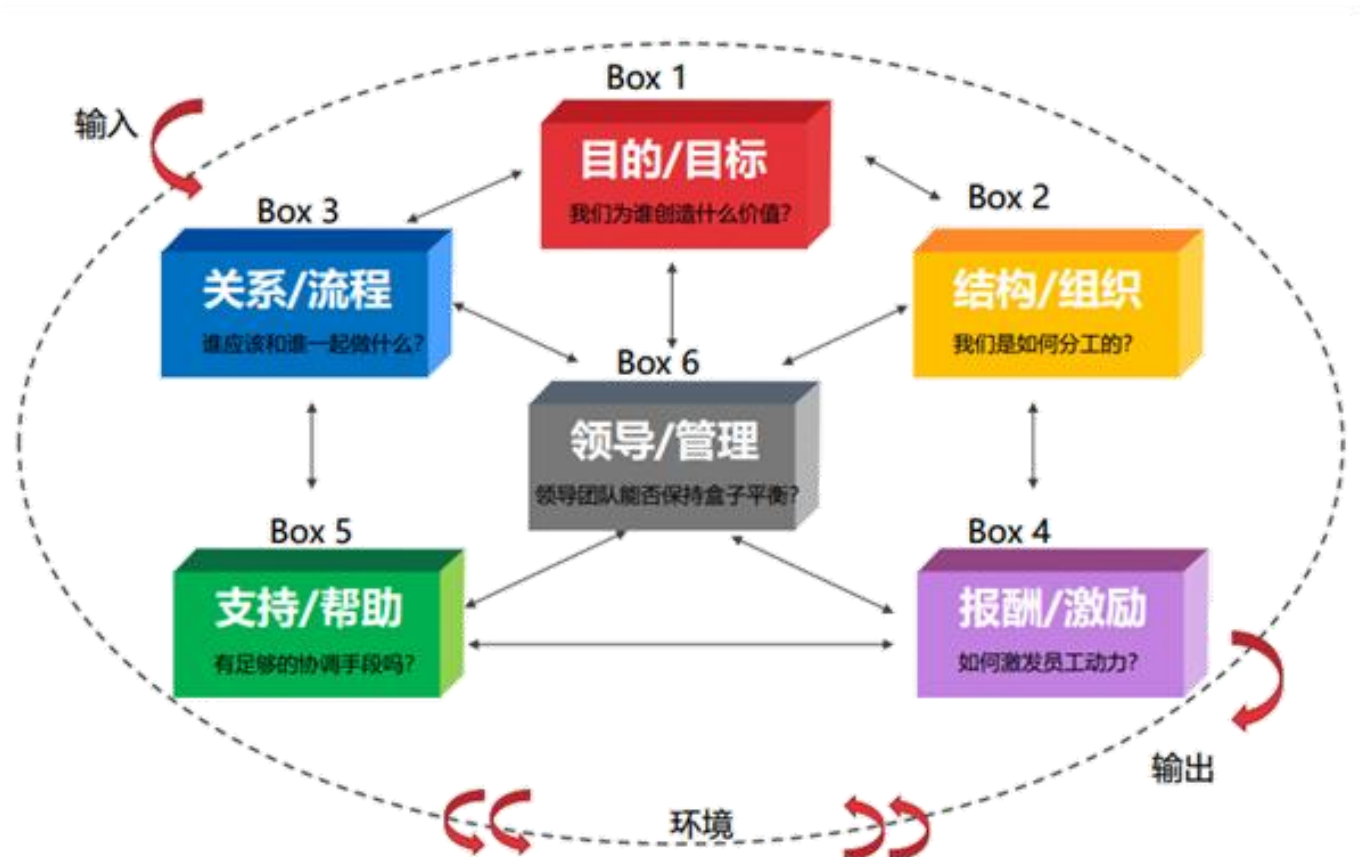 Box 1
输入
目的/目标
我们为谁创造什么价值?
Box 3
Box 2
关系/流程
谁应该和谁一起做什么?
结构/组织
我们是如何分工的?
Box 6
领导/管理
领导团队能否保持盒子平衡?
Box 5
Box 4
支持/帮助
有足够的协调手段吗?
报酬/激励
如何激发员工动力?
输出
环境